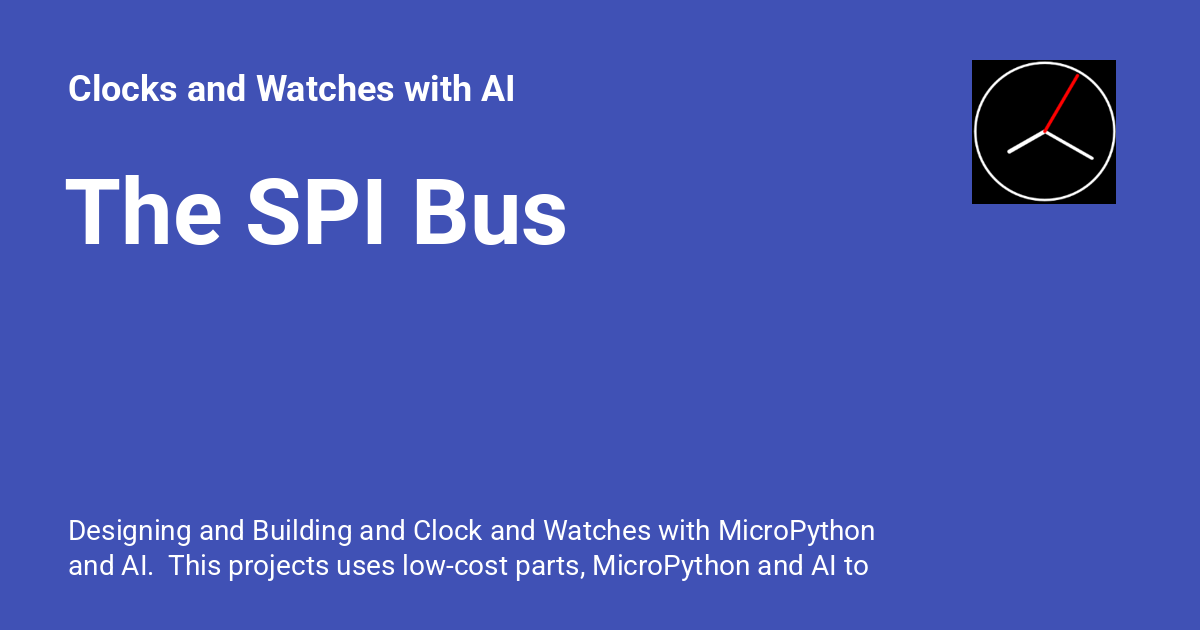 Clocks and Watches with AI
The SPI Bus
Designing and Building and Clock and Watches with MicroPython
and AI.  This projects uses low-cost parts, MicroPython and AI to